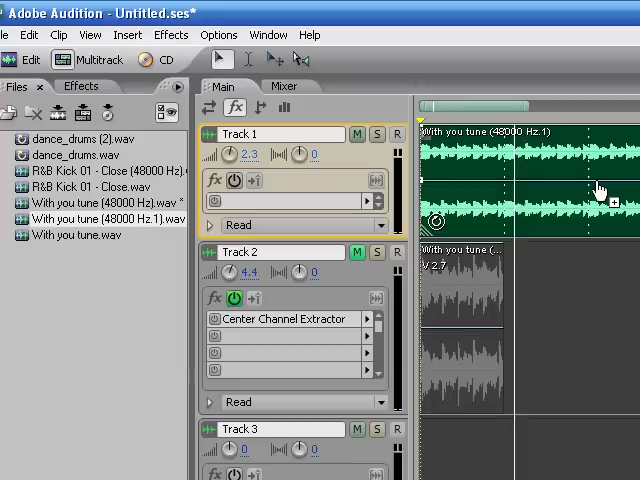 Adobe Audition - Untitled.ses*
le Edit Clip View Insert Effects Options Window Help
Edit Multitrack CD
Files × Effects Main Mixer
dance_drums (2).wav
dance_drums.wav
R&B Kick 01 - Close (48000 Hz).
R&B Kick 01 - Close.wav
With you tune (48000 Hz).wav *
With you tune (48000 Hz.1).wav
With you tune.wav
fx
Track 1 M S R
2.3 0
fx
Read
Track 2 M S R
4.4 0
fx
Center Channel Extractor
Read
Track 3 M S R
0 0
fx
With you tune (48000 Hz.1)
With you tune (...
V 2.7